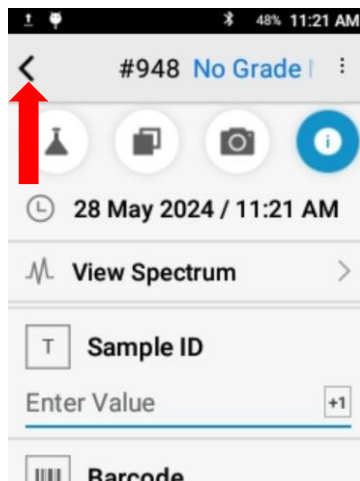 48% 11:21 AM
#948 No Grade
28 May 2024 / 11:21 AM
View Spectrum
T Sample ID
Enter Value +1
Barcode